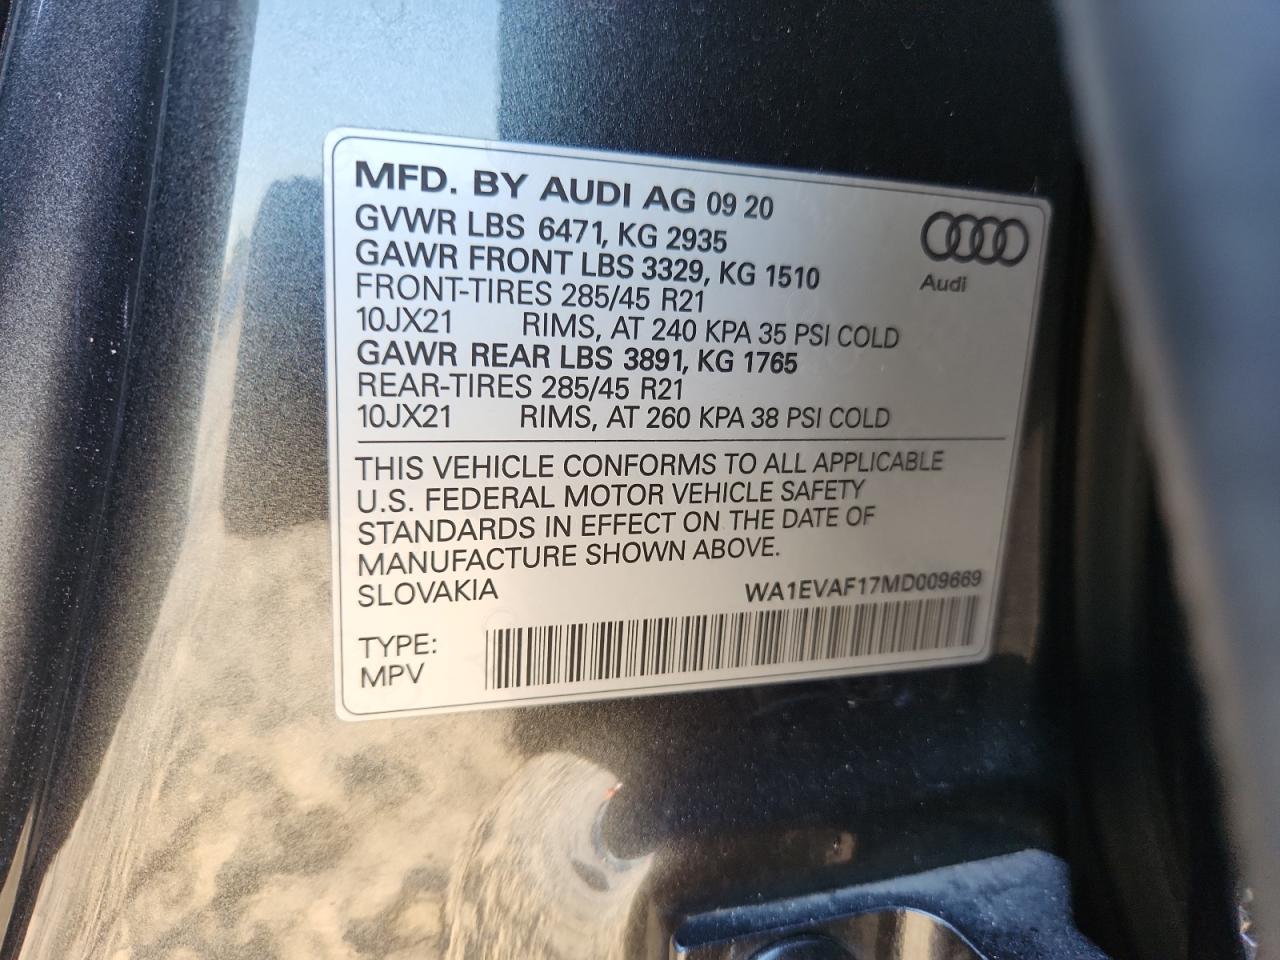 MFD. BY AUDI AG 09 20
GVWR LBS 6471, KG 2935
GAWR FRONT LBS 3329, KG 1510
FRONT-TIRES 285/45 R21
10JX21 RIMS, AT 240 KPA 35 PSI COLD
GAWR REAR LBS 3891, KG 1765
REAR-TIRES 285/45 R21
10JX21 RIMS, AT 260 KPA 38 PSI COLD
Audi
THIS VEHICLE CONFORMS TO ALL APPLICABLE
U.S. FEDERAL MOTOR VEHICLE SAFETY
STANDARDS IN EFFECT ON THE DATE OF
MANUFACTURE SHOWN ABOVE.
SLOVAKIA WA1EVAF17MD009669
TYPE:
MPV